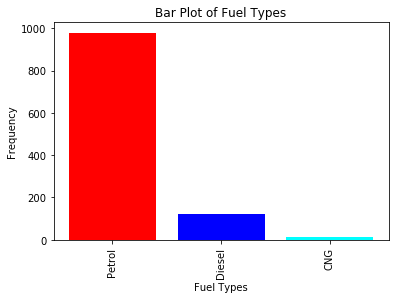 Bar Plot of Fuel Types
1000
800
600
400
200
0
Frequency
Petrol
Diesel
CNG
Fuel Types